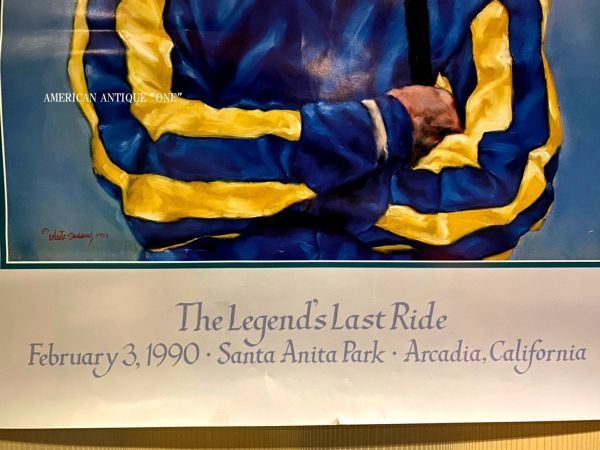 AMERICAN ANTIQUE "ONE"
The Legend's Last Ride
February 3, 1990 · Santa Anita Park · Arcadia, California